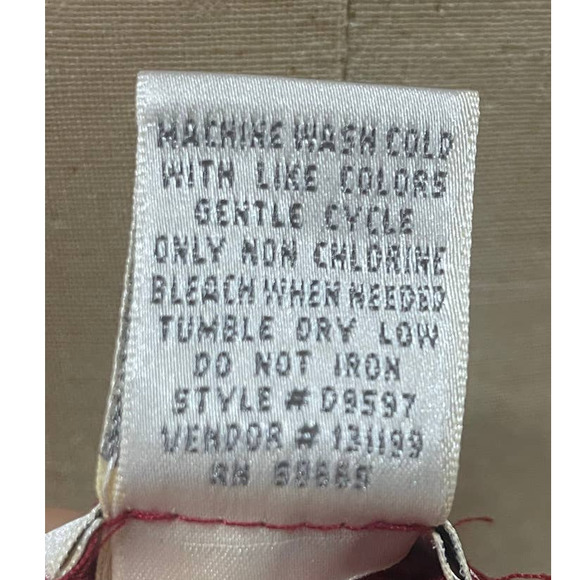 MACHINE WASH COLD
WITH LIKE COLORS
GENTLE CYCLE
ONLY NON CHLORINE
BLEACH WHEN NEEDED
TUMBLE DRY LOW
DO NOT IRON
STYLE # D9597
VENDOR # 131199
RN